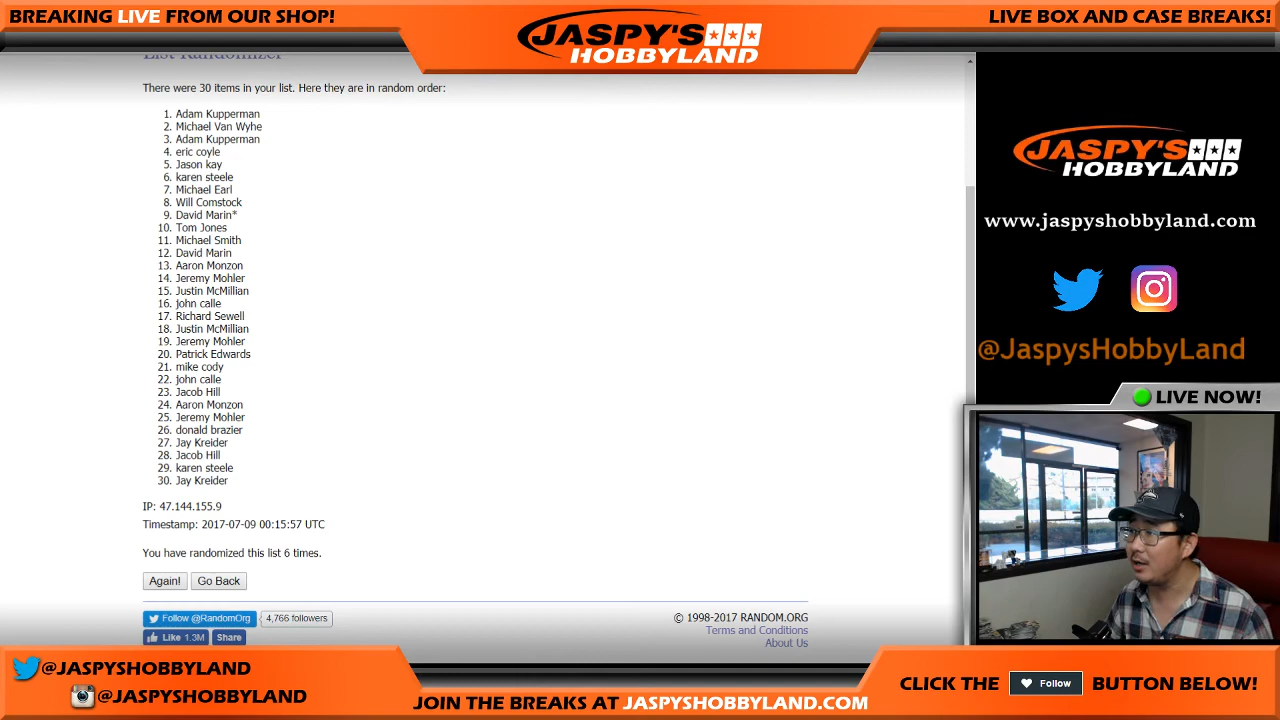 BREAKING LIVE FROM OUR SHOP!
JASPY'S
HOBBYLAND
LIVE BOX AND CASE BREAKS!
List Randomizer
There were 30 items in your list. Here they are in random order:
1. Adam Kupperman
2. Michael Van Wyhe
3. Adam Kupperman
4. eric coyle
5. Jason kay
6. karen steele
7. Michael Earl
8. Will Comstock
9. David Marin*
10. Tom Jones
11. Michael Smith
12. David Marin
13. Aaron Monzon
14. Jeremy Mohler
15. Justin McMillian
16. john calle
17. Richard Sewell
18. Justin McMillian
19. Jeremy Mohler
20. Patrick Edwards
21. mike cody
22. john calle
23. Jacob Hill
24. Aaron Monzon
25. Jeremy Mohler
26. donald brazier
27. Jay Kreider
28. Jacob Hill
29. karen steele
30. Jay Kreider
IP: 47.144.155.9
Timestamp: 2017-07-09 00:15:57 UTC
You have randomized this list 6 times.
Again! Go Back
Follow @RandomOrg 4,766 followers
Like 1.3M Share
© 1998-2017 RANDOM.ORG
Terms and Conditions
About Us
JASPY'S
HOBBYLAND
www.jaspyshobbyland.com
@JaspysHobbyLand
LIVE NOW!
@JASPYSHOBBYLAND
@JASPYSHOBBYLAND
JOIN THE BREAKS AT JASPYSHOBBYLAND.COM
CLICK THE Follow BUTTON BELOW!